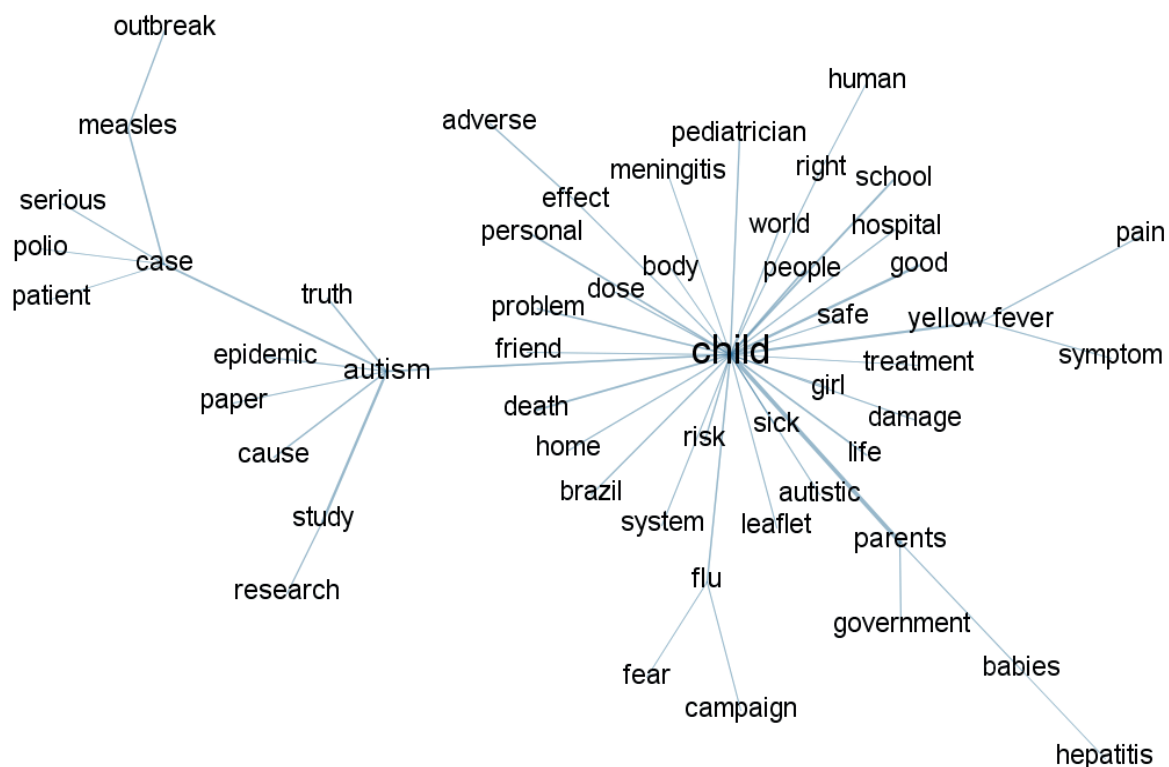 outbreak
human
adverse
measles
pediatrician
meningitis
right
school
serious
effect
personal
world
hospital
pain
polio
case
body
people
good
patient
truth
dose
problem
safe
yellow fever
epidemic
friend
child
symptom
autism
treatment
paper
girl
death
damage
cause
home
risk
sick
life
brazil
autistic
study
system
leaflet
parents
research
flu
government
fear
babies
campaign
hepatitis